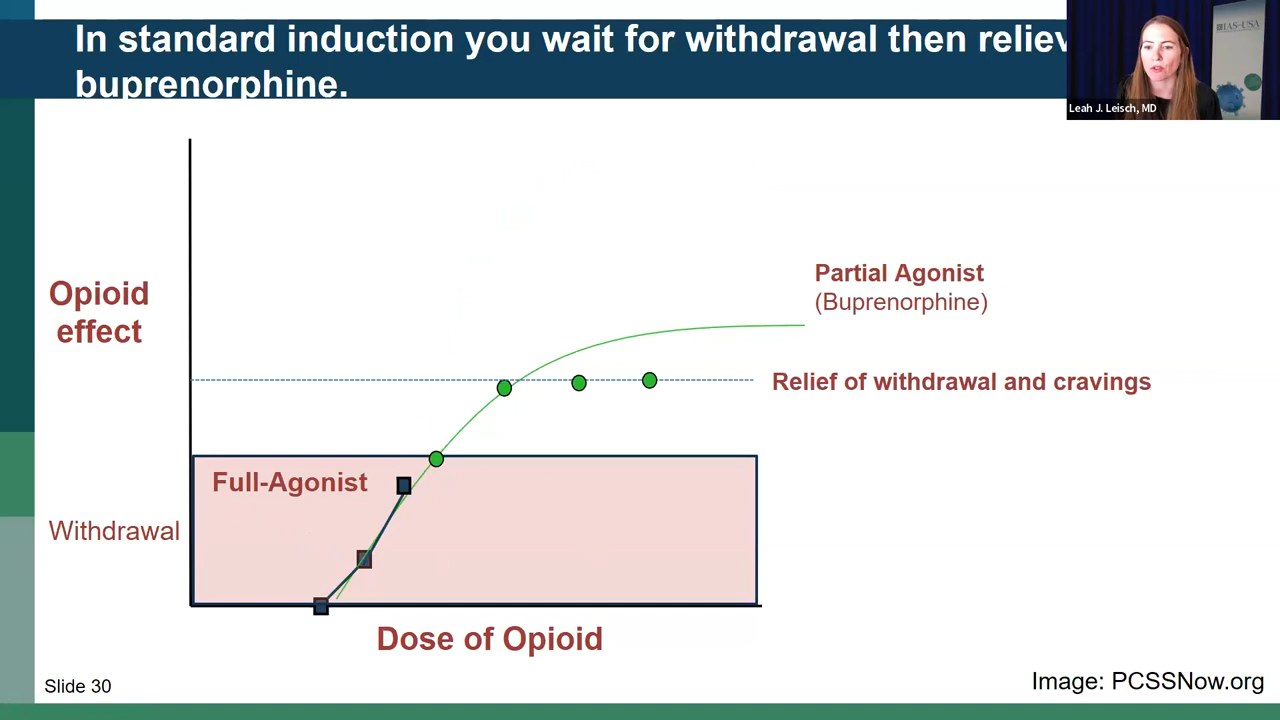 In standard induction you wait for withdrawal then
buprenorphine.
IAS-USA
Leah J. Leisch, MD
Opioid
effect
Partial Agonist
(Buprenorphine)
Relief of withdrawal and cravings
Full-Agonist
Withdrawal
Dose of Opioid
Slide 30
Image: PCSSNow.org